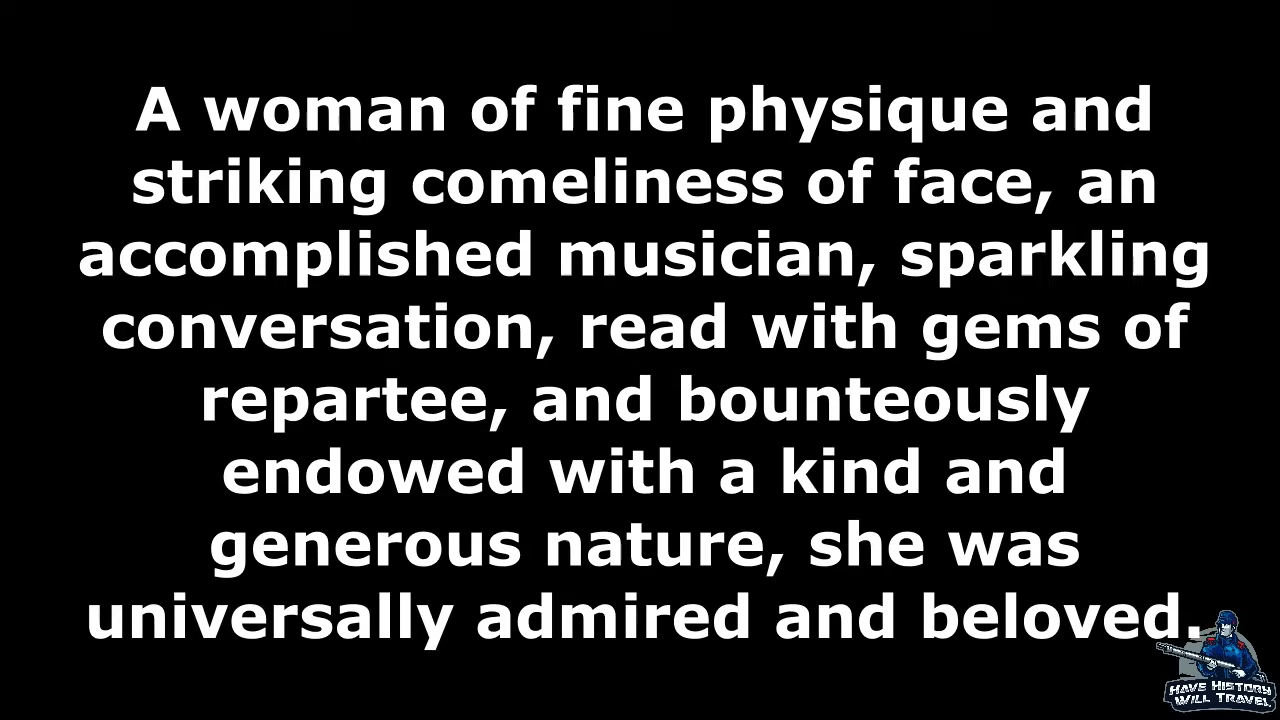 A woman of fine physique and
striking comeliness of face, an
accomplished musician, sparkling
conversation, read with gems of
repartee, and bounteously
endowed with a kind and
generous nature, she was
universally admired and beloved.
HAVE HISTORY
WILL TRAVEL